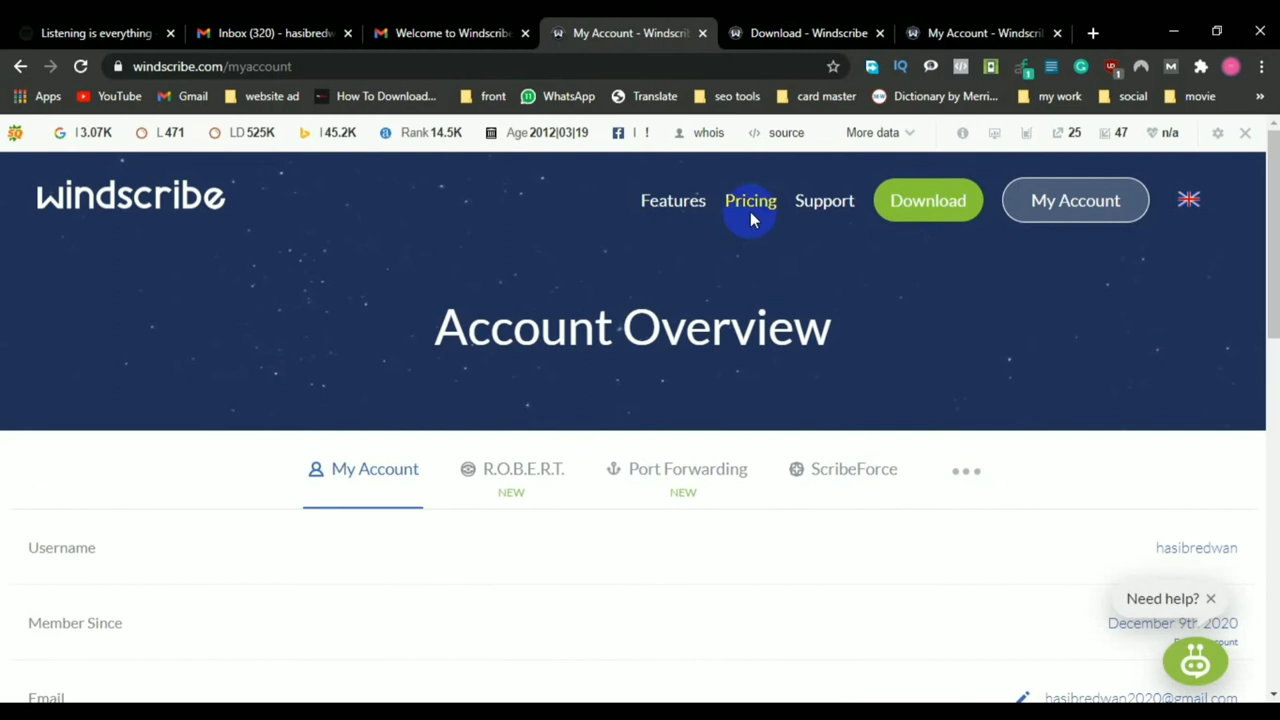 Listening is everything
Inbox (320) - hasibredw
Welcome to Windscribe
My Account - Windscri
Download - Windscribe
My Account - Windscri
windscribe.com/myaccount
Apps
YouTube
Gmail
website ad
How To Download...
front
WhatsApp
Translate
seo tools
card master
Dictionary by Merri...
my work
social
movie
»
I 3.07K
L 471
LD 525K
I 45.2K
Rank 14.5K
Age 2012|03|19
I !
whois
source
More data
25
47
n/a
windscribe
Features
Pricing
Support
Download
My Account
Account Overview
My Account
R.O.B.E.R.T.
NEW
Port Forwarding
NEW
ScribeForce
Username
hasibredwan
Need help?
Member Since
December 9th, 2020
Email
hasibredwan2020@gmail.com